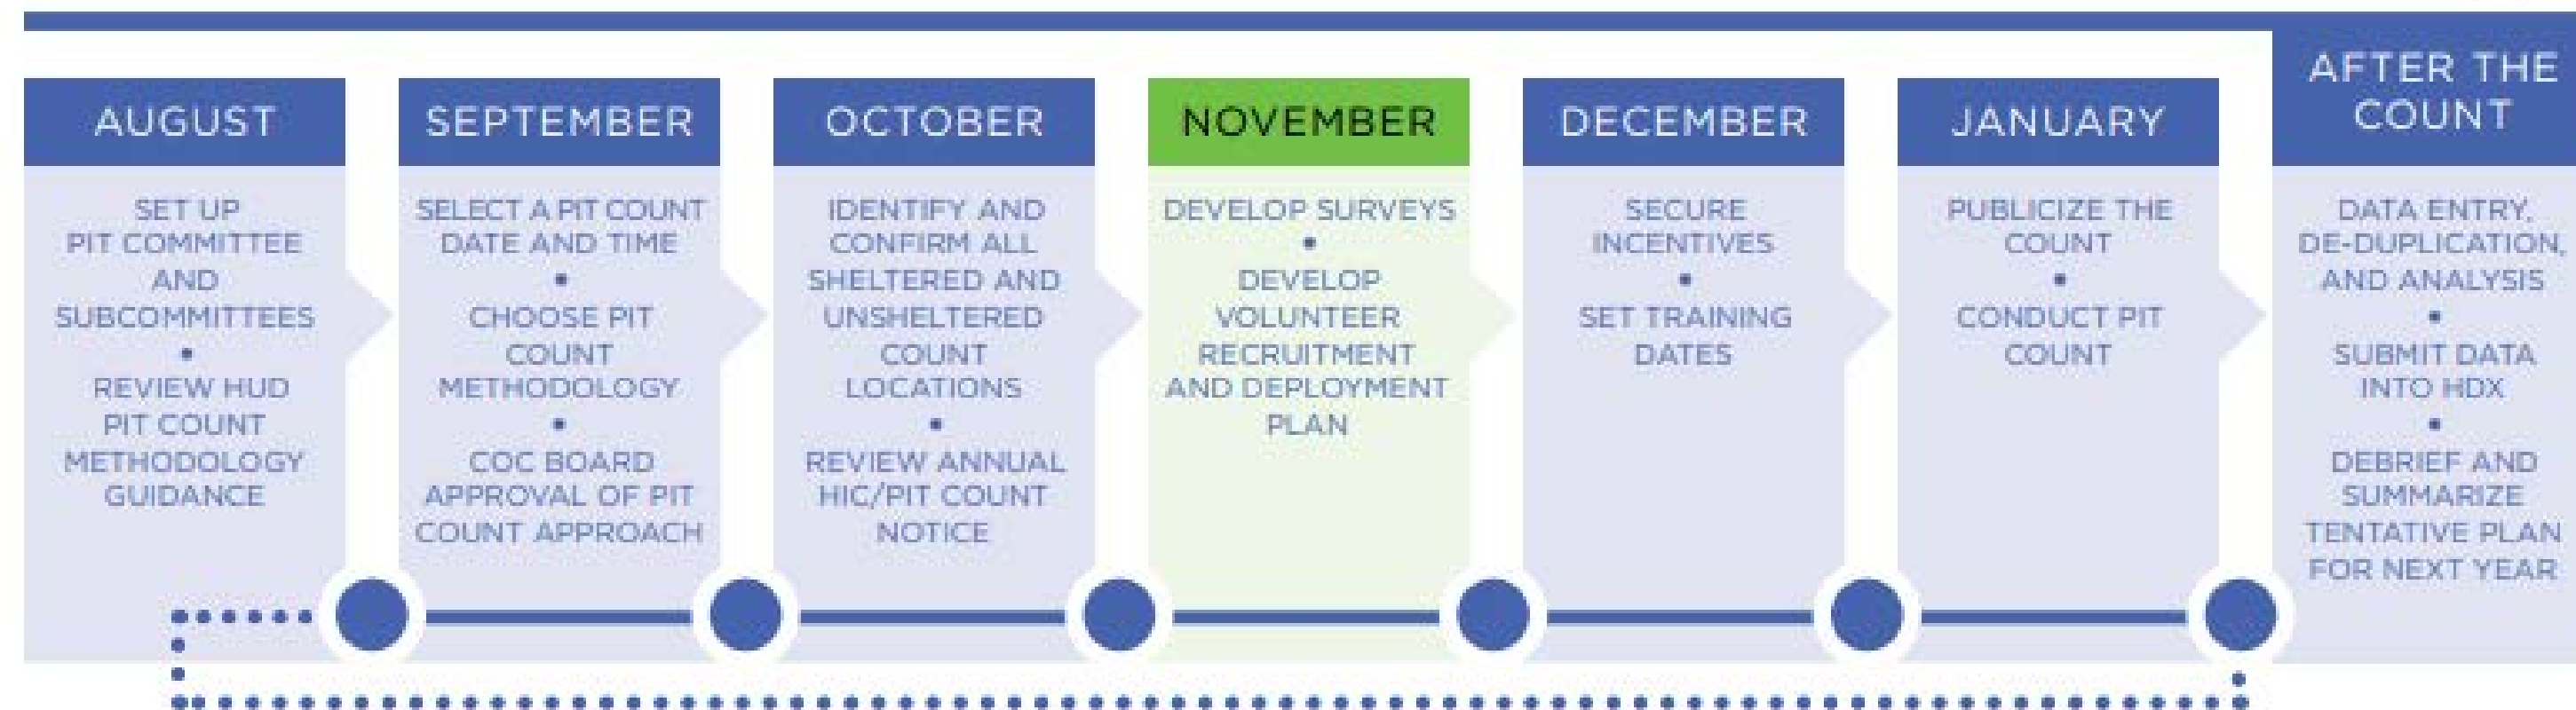 AUGUST
SET UP
PIT COMMITTEE
AND
SUBCOMMITTEES
•
REVIEW HUD
PIT COUNT
METHODOLOGY
GUIDANCE
SEPTEMBER
SELECT A PIT COUNT
DATE AND TIME
•
CHOOSE PIT
COUNT
METHODOLOGY
•
COC BOARD
APPROVAL OF PIT
COUNT APPROACH
OCTOBER
IDENTIFY AND
CONFIRM ALL
SHELTERED AND
UNSHELTERED
COUNT
LOCATIONS
•
REVIEW ANNUAL
HIC/PIT COUNT
NOTICE
NOVEMBER
DEVELOP SURVEYS
•
DEVELOP
VOLUNTEER
RECRUITMENT
AND DEPLOYMENT
PLAN
DECEMBER
SECURE
INCENTIVES
•
SET TRAINING
DATES
JANUARY
PUBLICIZE THE
COUNT
•
CONDUCT PIT
COUNT
AFTER THE
COUNT
DATA ENTRY,
DE-DUPLICATION,
AND ANALYSIS
•
SUBMIT DATA
INTO HDX
•
DEBRIEF AND
SUMMARIZE
TENTATIVE PLAN
FOR NEXT YEAR